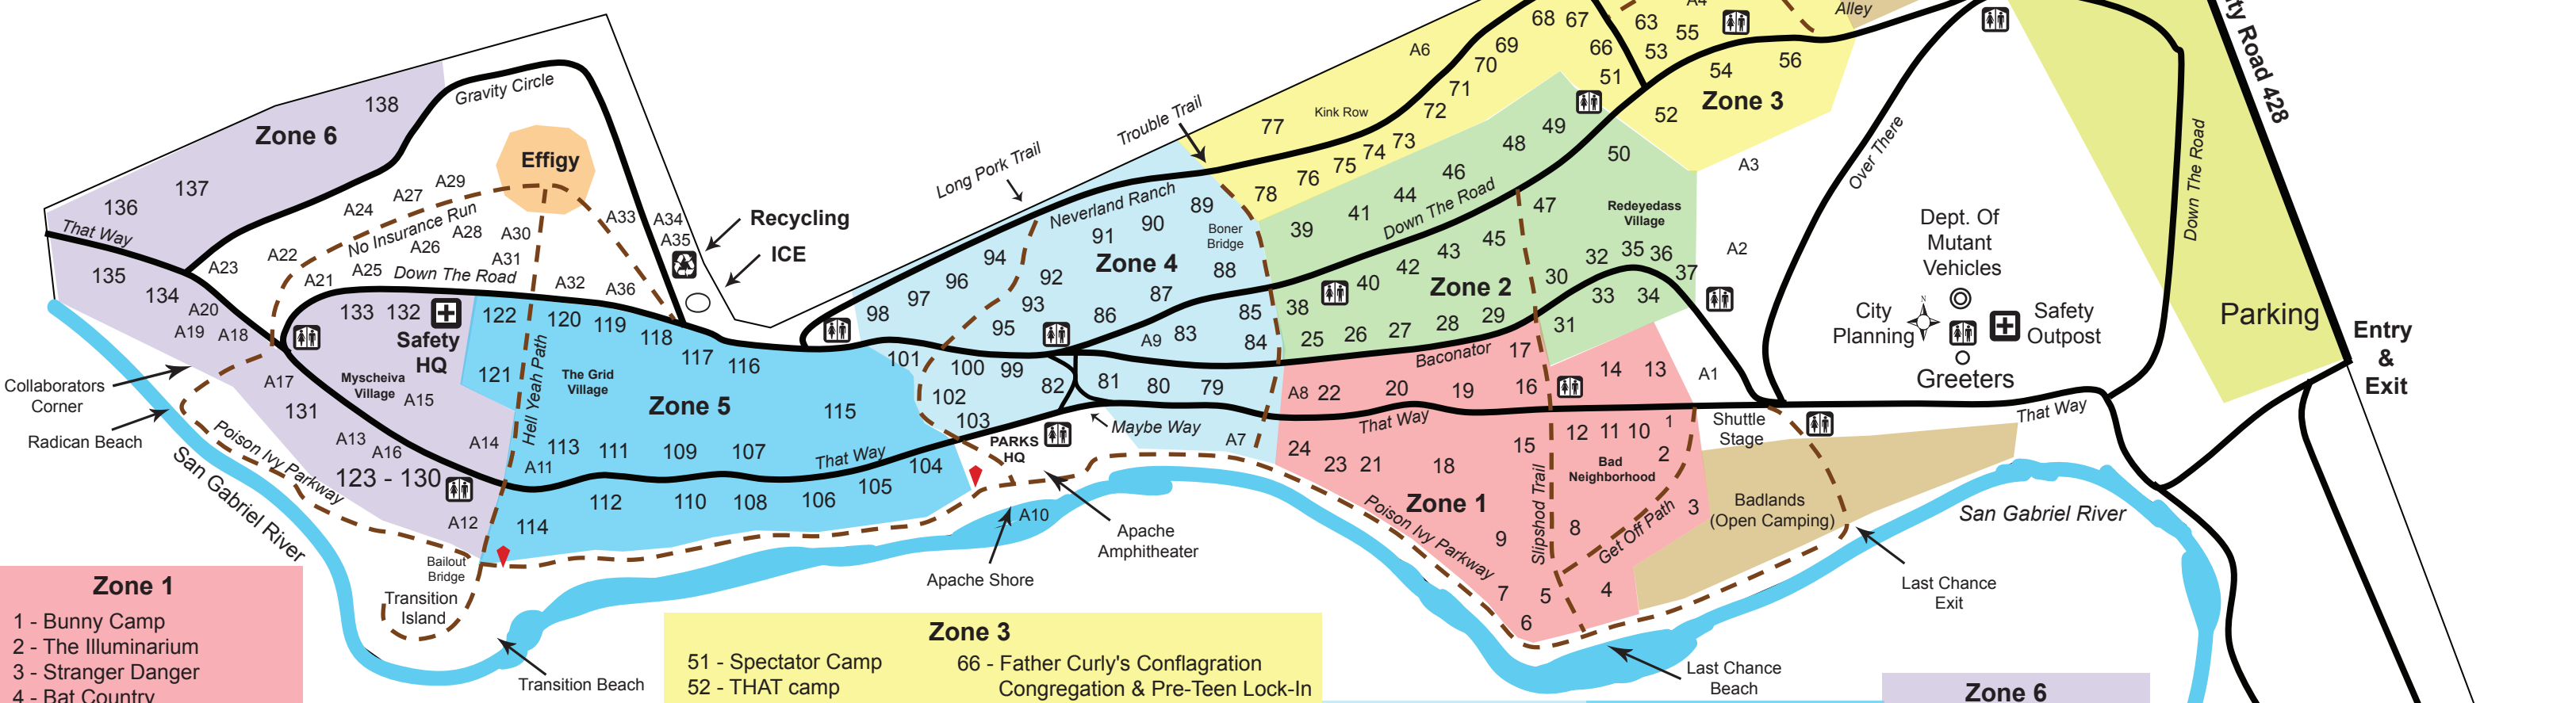 68 67
63
A4
Alley
ty Road 428
A6
69
66
55
53
70
51
54
56
71
72
52
Zone 3
138
Gravity Circle
Zone 6
Trouble Trail
77
Kink Row
49
48
50
73
74
75
76
78
46
44
41
39
Down The Road
A3
Over There
Down The Road
Effigy
Long Pork Trail
137
136
That Way
A29
A27
A24
No Insurance Run
A28
A26
A30
A31
A22
A23
A21
A25
Down The Road
A32
A36
A33
A34
A35
Recycling
ICE
Neverland Ranch
89
90
91
Boner
Bridge
94
Zone 4
88
92
96
97
93
87
98
95
86
85
A9
83
84
47
Redeyedass
Village
45
43
42
40
Zone 2
38
30
32
35
36
37
33
34
31
25
26
27
28
29
A2
Dept. Of
Mutant
Vehicles
N
City
Planning
Safety
Outpost
Greeters
Parking
Entry
&
Exit
135
134
A20
A19
A18
133
132
Safety
HQ
122
120
119
118
117
116
121
Hell Yeah Path
The Grid
Village
Zone 5
115
Myscheiva
Village
A15
A17
131
A13
A16
A14
123 - 130
A12
Collaborators
Corner
Radican Beach
Poison Ivy Parkway
San Gabriel River
113
111
109
107
That Way
104
A11
112
110
108
106
105
114
101
100
99
102
103
82
81
80
79
Maybe Way
PARKS
HQ
A7
Baconator
17
A8
22
20
19
16
14
13
A1
That Way
24
23
21
18
15
12
11
10
1
2
3
Bad
Neighborhood
Shuttle
Stage
That Way
Zone 1
Slipshod Trail
Get Off Path
8
9
7
5
4
6
Poison Ivy Parkway
Badlands
(Open Camping)
San Gabriel River
Last Chance
Exit
Last Chance
Beach
A10
Apache
Amphitheater
Apache Shore
Bailout
Bridge
Transition
Island
Transition Beach
Zone 1
1 - Bunny Camp
2 - The Illuminarium
3 - Stranger Danger
4 - Bat Country
Zone 3
51 - Spectator Camp
52 - THAT camp
66 - Father Curly's Conflagration
Congregation & Pre-Teen Lock-In
Zone 6